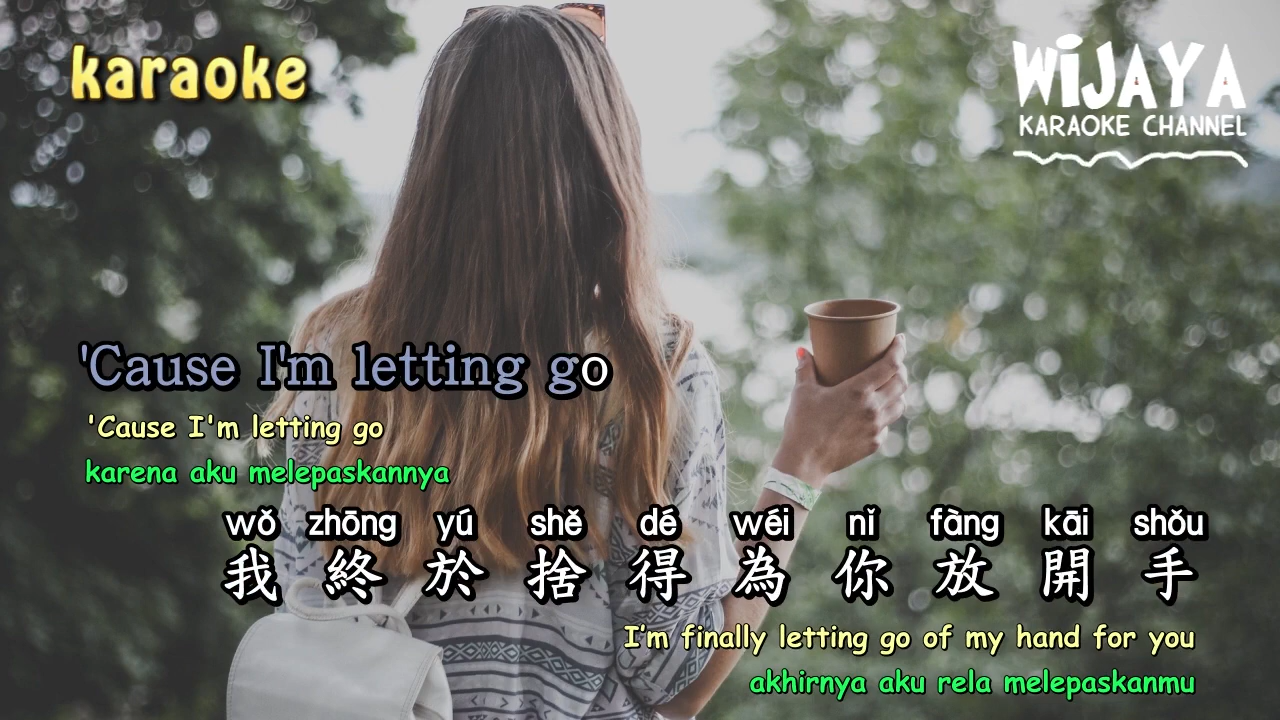 karaoke
WiJAYA
KARAOKE CHANNEL
'Cause I'm letting go
'Cause I'm letting go
karena aku melepaskannya
wǒ zhōng yú shě dé wéi nǐ fàng kāi shǒu
我 終 於 捨 得 為 你 放 開 手
I'm finally letting go of my hand for you
akhirnya aku rela melepaskanmu